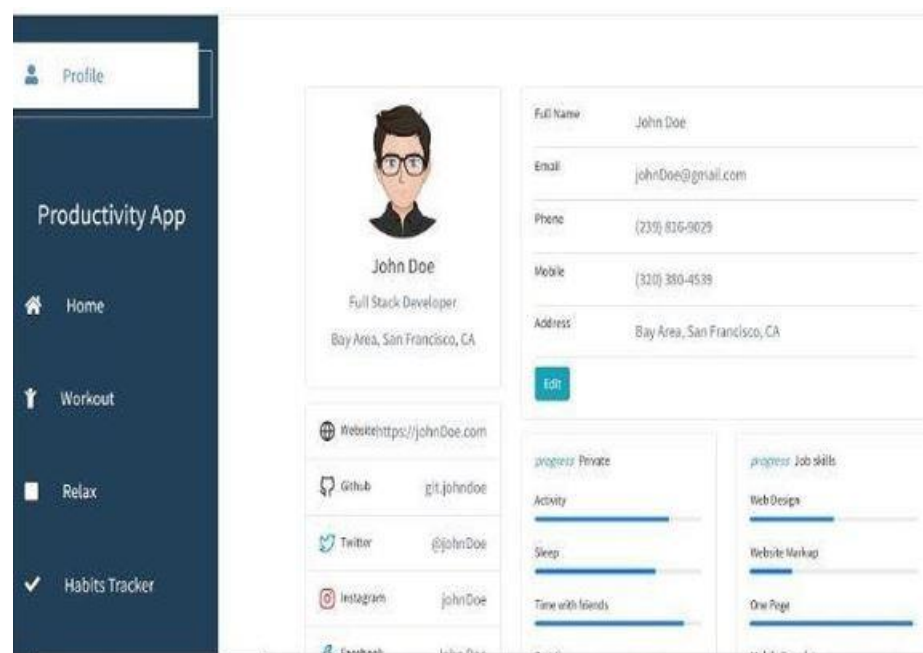 Profile
Productivity App
Home
Workout
Relax
Habits Tracker
John Doe
Full Stack Developer
Bay Area, San Francisco, CA
Website https://johnDoe.com
Github git.johndoe
Twitter @johnDoe
Instagram johnDoe
Facebook John Doe
Full Name John Doe
Email johnDoe@gmail.com
Phone (239) 816-9029
Mobile (320) 380-4539
Address Bay Area, San Francisco, CA
Edit
progress Private
Activity
Sleep
Time with friends
progress Job skills
Web Design
Website Markup
One Page